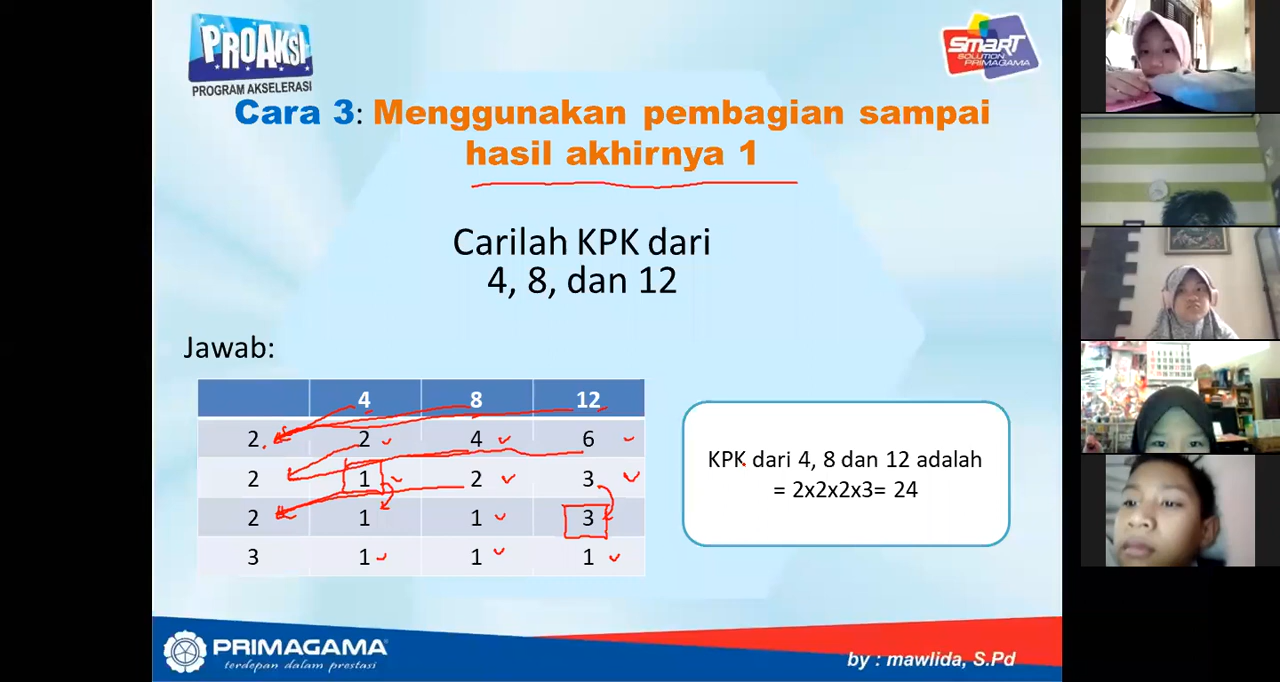 PROAKSI
PROGRAM AKSELERASI
SMART
SOLUTION
PRIMAGAMA
Cara 3: Menggunakan pembagian sampai
hasil akhirnya 1
Carilah KPK dari
4, 8, dan 12
Jawab:
4 8 12
2 2 4 6
2 1 2 3
2 1 1 3
3 1 1 1
KPK dari 4, 8 dan 12 adalah
= 2x2x2x3= 24
PRIMAGAMA®
terdepan dalam prestasi
by : mawlida, S.Pd